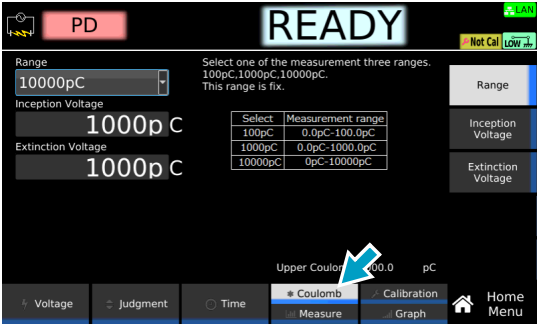 PD
READY
LAN
Not Cal
LOW
Range
10000pC
Inception Voltage
1000p C
Extinction Voltage
1000p C
Select one of the measurement three ranges.
100pC,1000pC,10000pC.
This range is fix.
Select Measurement range
100pC 0.0pC-100.0pC
1000pC 0.0pC-1000.0pC
10000pC 0pC-10000pC
Range
Inception
Voltage
Extinction
Voltage
Upper Coulom
pC
Voltage
Judgment
Time
Coulomb
Measure
Calibration
Graph
Home
Menu